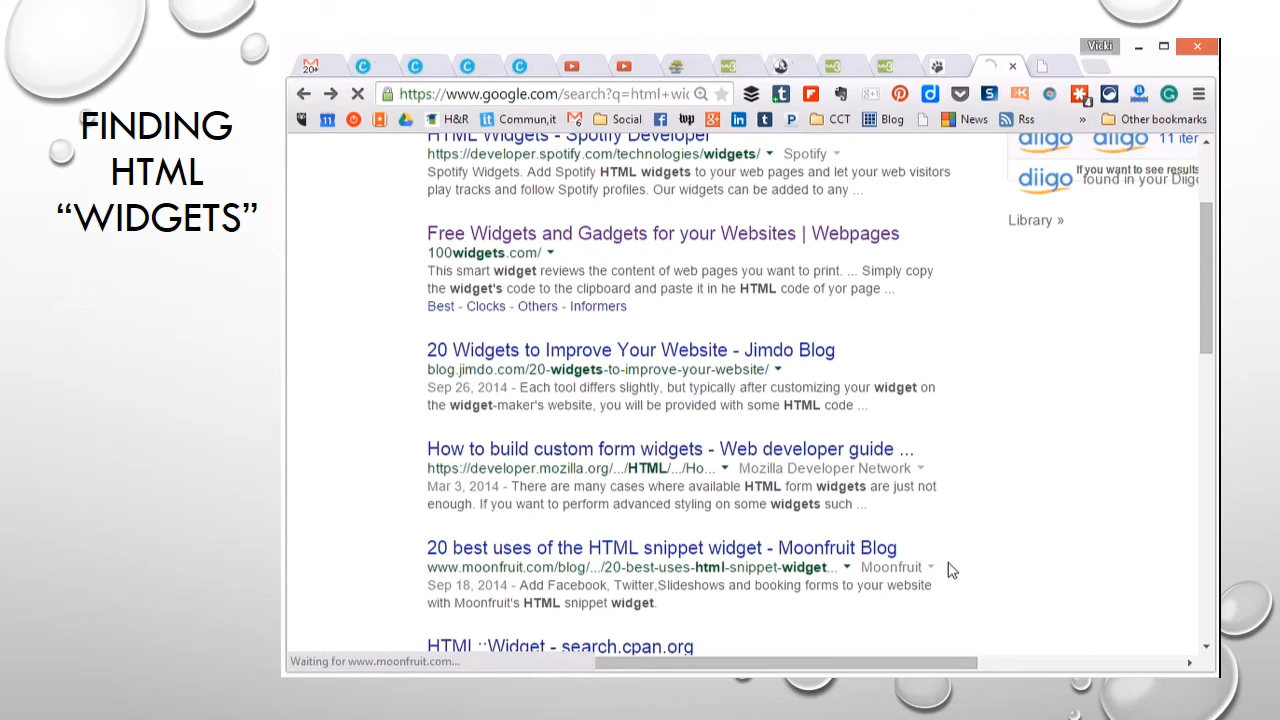 FINDING
HTML
“WIDGETS”
Vicki
20+
https://www.google.com/search?q=html+wic
H&R
Commun,it
Social
CCT
Blog
News
Rss
»
Other bookmarks
HTML Widgets - Spotify Developer
https://developer.spotify.com/technologies/widgets/ Spotify
Spotify Widgets. Add Spotify HTML widgets to your web pages and let your web visitors
play tracks and follow Spotify profiles. Our widgets can be added to any ...
Free Widgets and Gadgets for your Websites | Webpages
100widgets.com/
This smart widget reviews the content of web pages you want to print. ... Simply copy
the widget's code to the clipboard and paste it in he HTML code of yor page ...
Best - Clocks - Others - Informers
20 Widgets to Improve Your Website - Jimdo Blog
blog.jimdo.com/20-widgets-to-improve-your-website/
Sep 26, 2014 - Each tool differs slightly, but typically after customizing your widget on
the widget-maker's website, you will be provided with some HTML code ...
How to build custom form widgets - Web developer guide ...
https://developer.mozilla.org/.../HTML/.../Ho... Mozilla Developer Network
Mar 3, 2014 - There are many cases where available HTML form widgets are just not
enough. If you want to perform advanced styling on some widgets such ...
20 best uses of the HTML snippet widget - Moonfruit Blog
www.moonfruit.com/blog/.../20-best-uses-html-snippet-widget... Moonfruit
Sep 18, 2014 - Add Facebook, Twitter,Slideshows and booking forms to your website
with Moonfruit's HTML snippet widget.
HTML::Widget - search.cpan.org
diigo diigo 11 iter
diigo If you want to see results
found in your Diigo
Library »
Waiting for www.moonfruit.com...